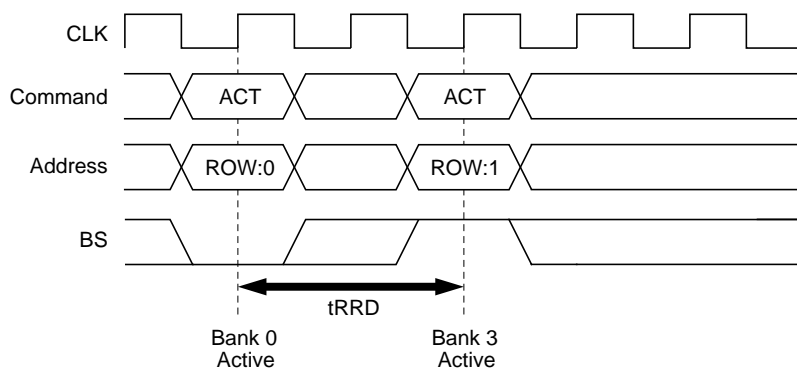 CLK
Command ACT ACT
Address ROW:0 ROW:1
BS
tRRD
Bank 0 Bank 3
Active Active